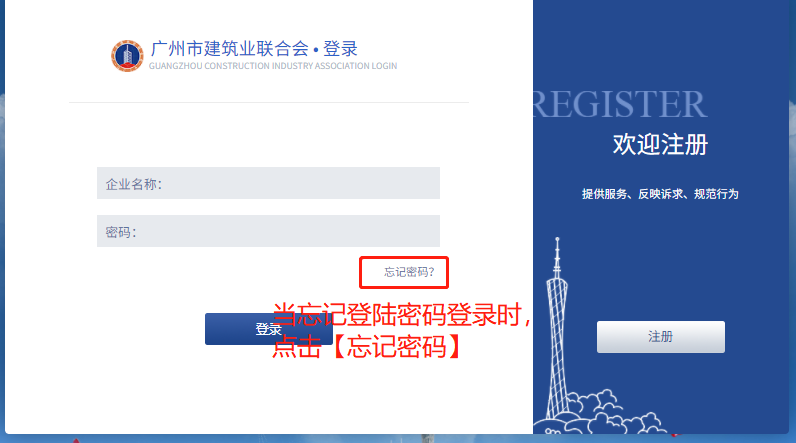 广州市建筑业联合会 • 登录
GUANGZHOU CONSTRUCTION INDUSTRY ASSOCIATION LOGIN
企业名称：
密码：
忘记密码？
登录
当忘记登陆密码登录时，
点击【忘记密码】
REGISTER
欢迎注册
提供服务、反映诉求、规范行为
注册